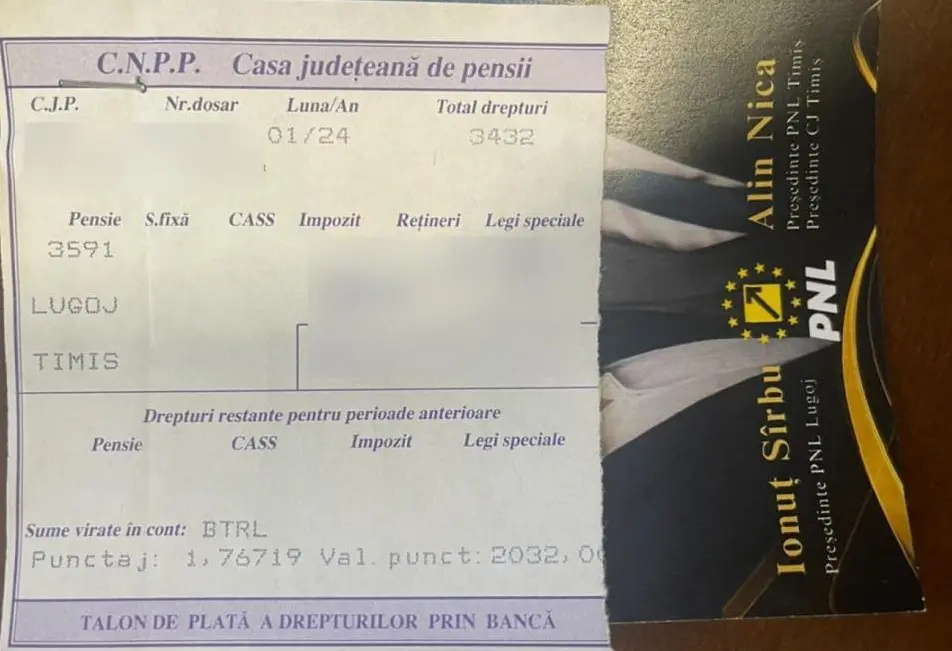 C.N.P.P. Casa județeană de pensii
C.J.P. Nr.dosar Luna/An Total drepturi
01/24 3432
Pensie S.fixă CASS Impozit Rețineri Legi speciale
3591
LUGOJ
TIMIS
Drepturi restante pentru perioade anterioare
Pensie CASS Impozit Legi speciale
Sume virate în cont: BTRL
Punctaj: 1,76719 Val. punct: 2032,0
TALON DE PLATĂ A DREPTURILOR PRIN BANCĂ
Alin Nica
Președinte PNL Timiș
Președinte CJ Timiș
PNL
Ionuț Sîrbu
Președinte PNL Lugoj